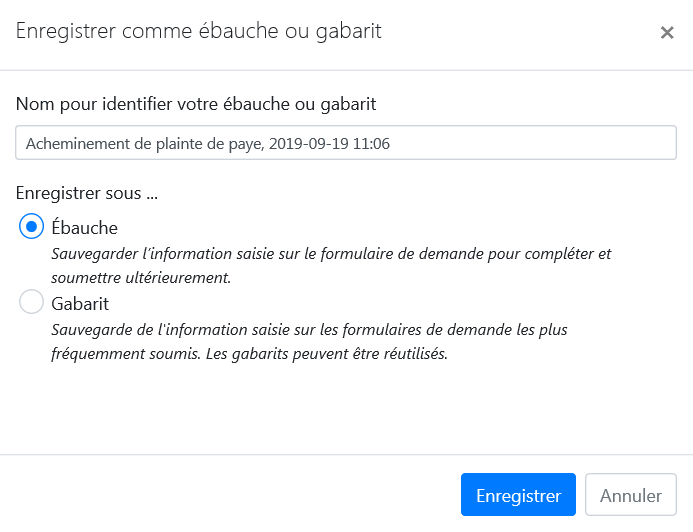 Enregistrer comme ébauche ou gabarit
×
Nom pour identifier votre ébauche ou gabarit
Acheminement de plainte de paye, 2019-09-19 11:06
Enregistrer sous ...
Ébauche
Sauvegarder l'information saisie sur le formulaire de demande pour compléter et
soumettre ultérieurement.
Gabarit
Sauvegarde de l'information saisie sur les formulaires de demande les plus
fréquemment soumis. Les gabarits peuvent être réutilisés.
Enregistrer Annuler